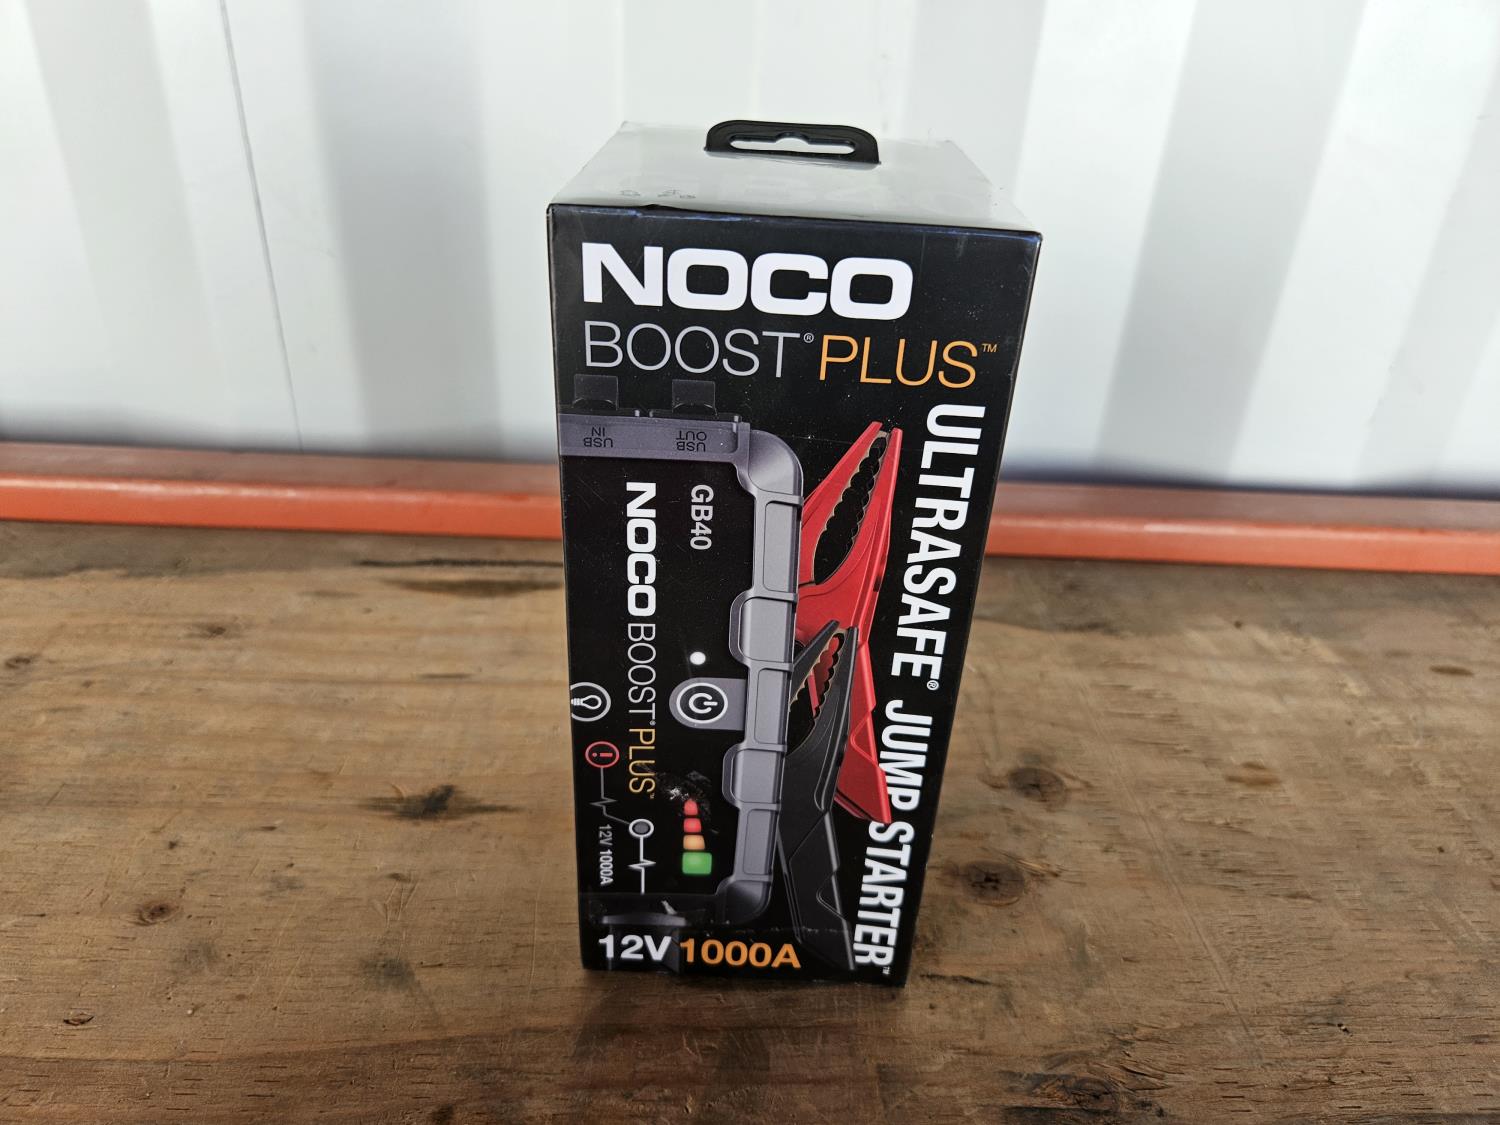 NOCO
BOOST® PLUS™
ULTRASAFE® JUMP STARTER™
USB IN
USB OUT
GB40
NOCO BOOST® PLUS™
12V 1000A
12V 1000A